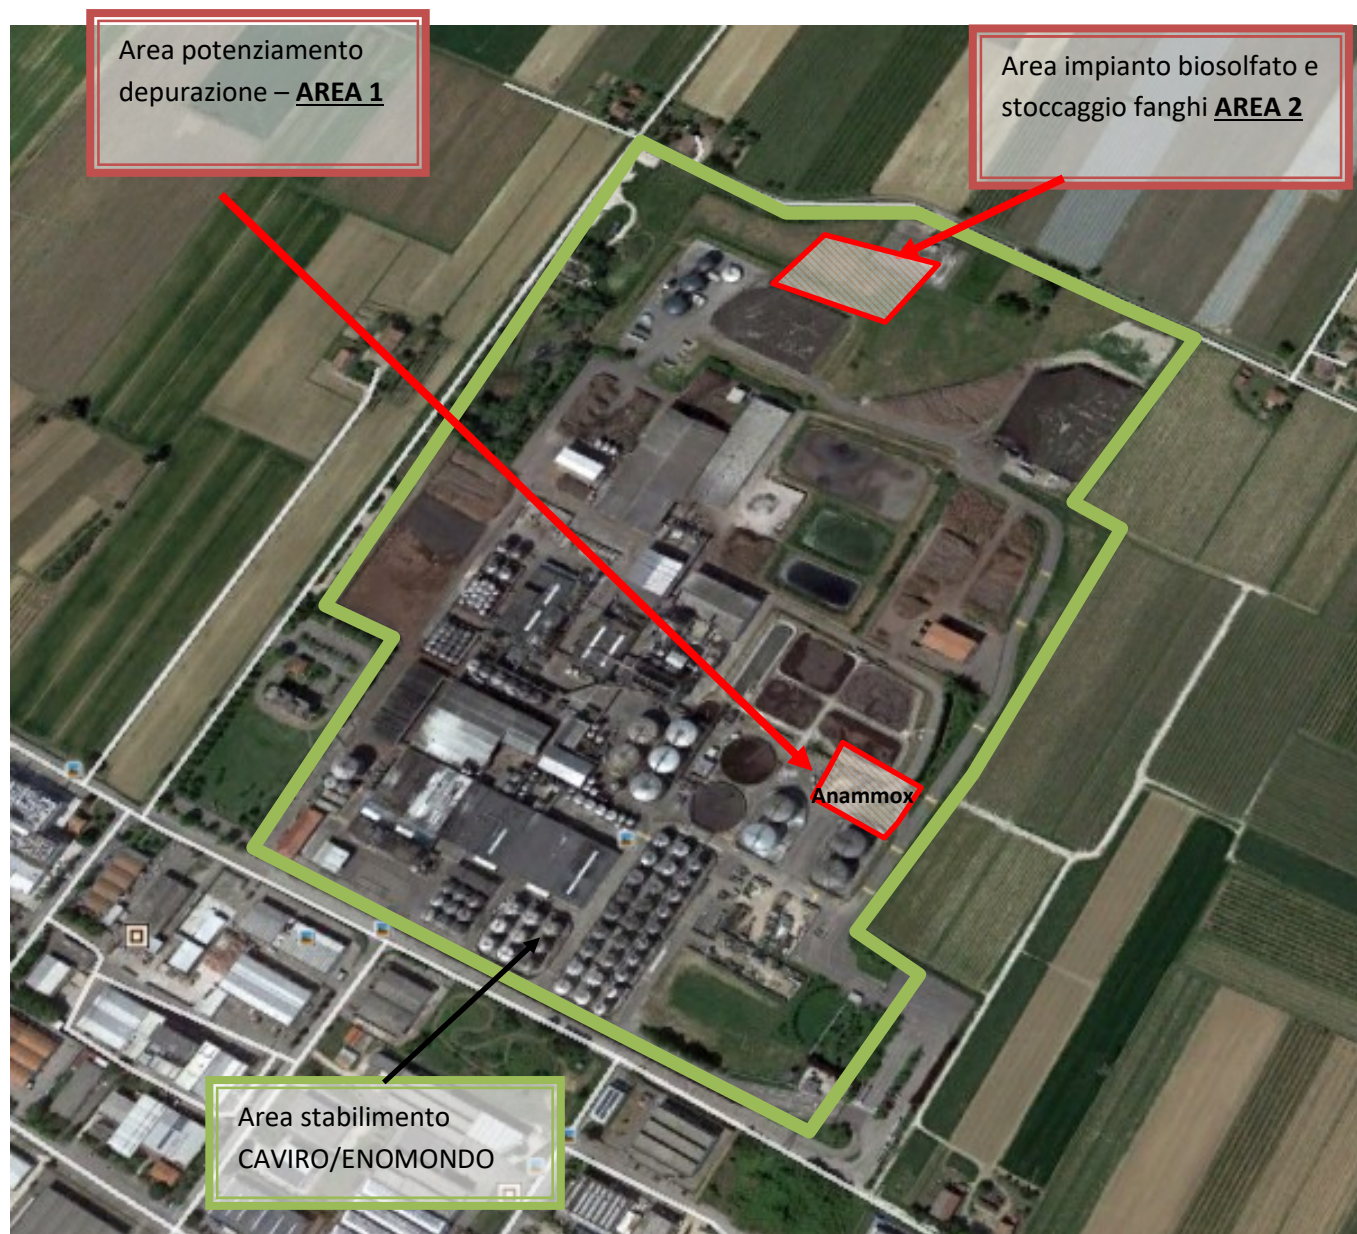 Area potenziamento
depurazione – AREA 1
Area impianto biosolfato e
stoccaggio fanghi AREA 2
Anammox
Area stabilimento
CAVIRO/ENOMONDO